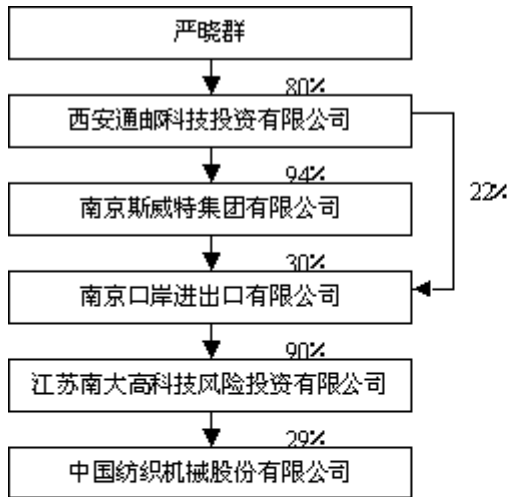 严晓群
80%
西安通邮科技投资有限公司
94%
22%
南京斯威特集团有限公司
30%
南京口岸进出口有限公司
90%
江苏南大高科技风险投资有限公司
29%
中国纺织机械股份有限公司